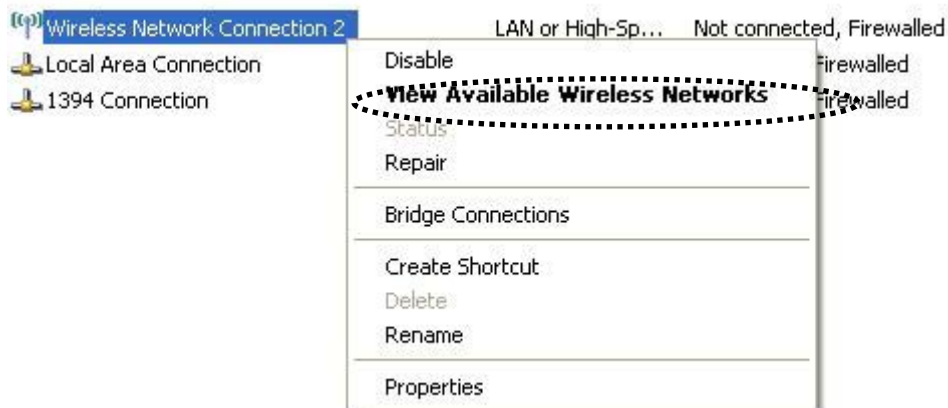 Wireless Network Connection 2 LAN or High-Sp... Not connected, Firewalled
Local Area Connection Firewalled
1394 Connection Firewalled
Disable
View Available Wireless Networks
Status
Repair
Bridge Connections
Create Shortcut
Delete
Rename
Properties